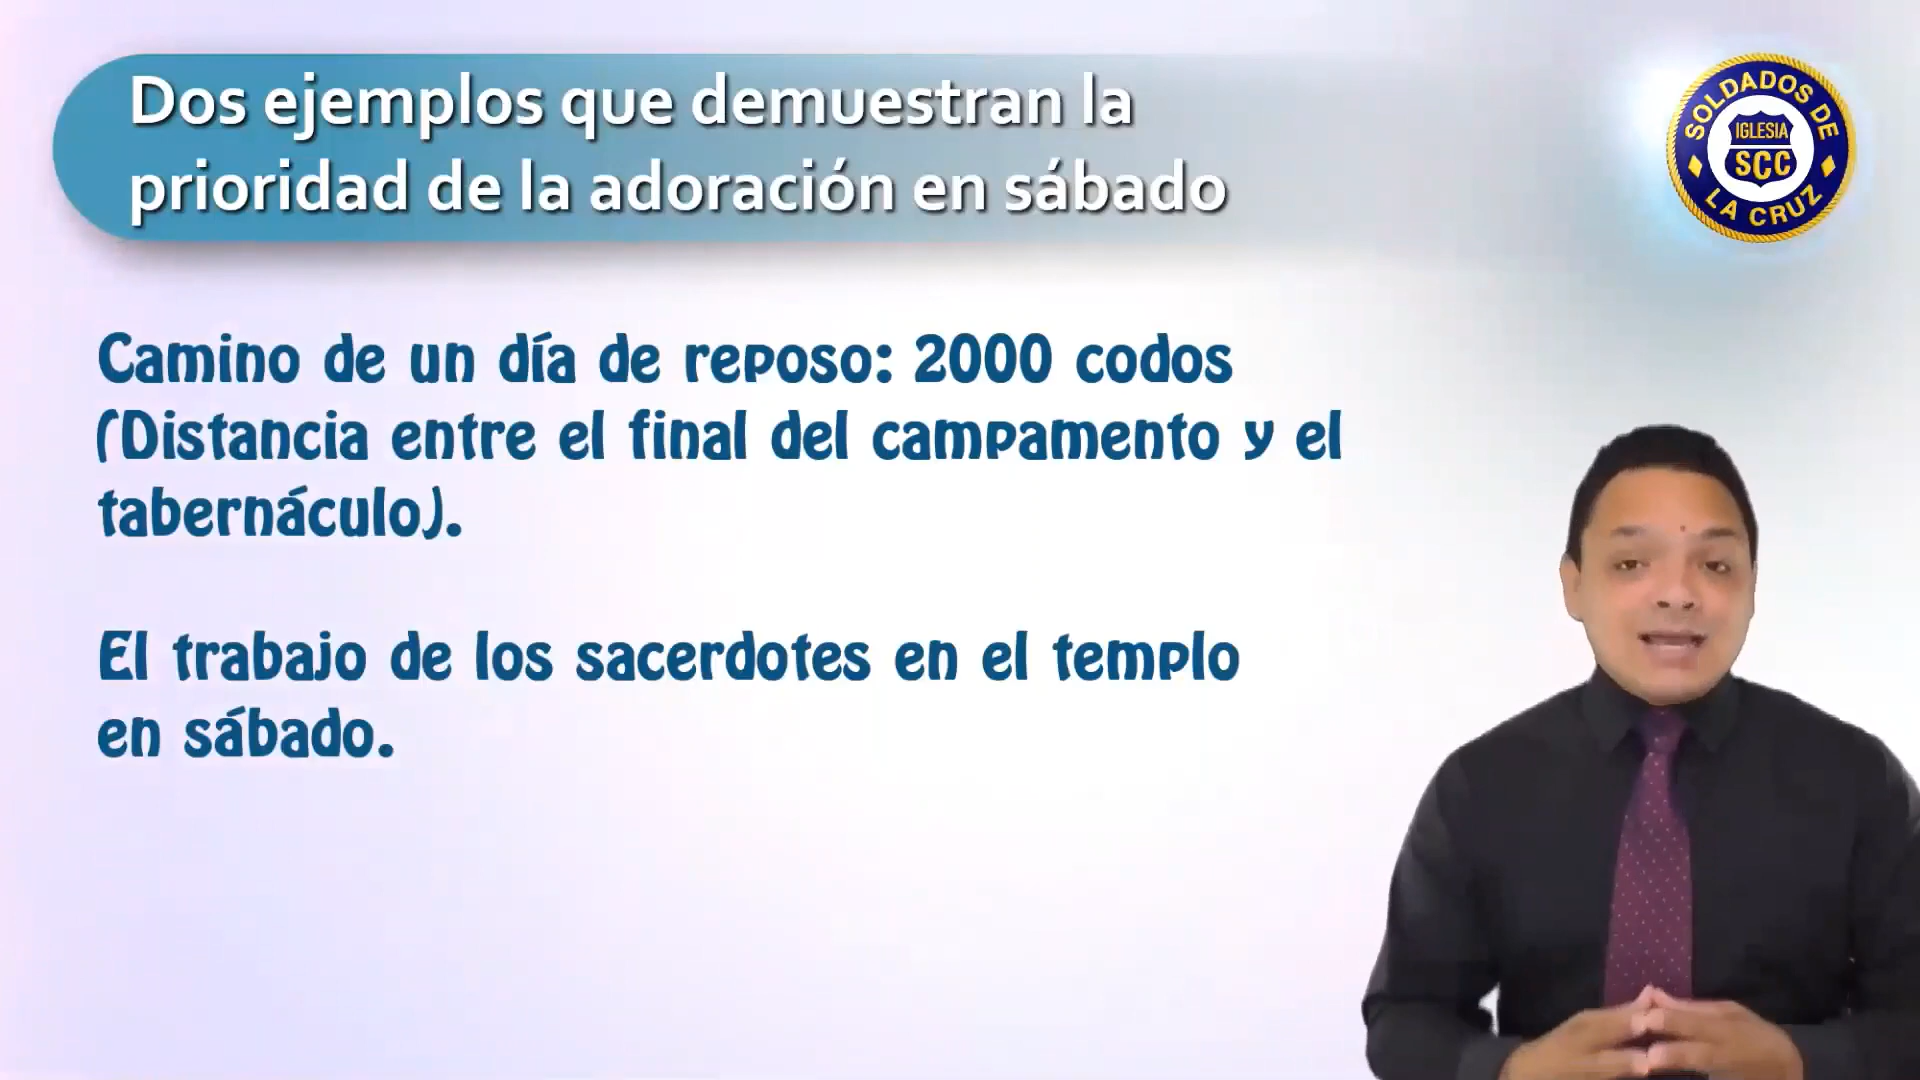 Dos ejemplos que demuestran la
prioridad de la adoración en sábado
SOLDADOS DE
IGLESIA
SCC
LA CRUZ
Camino de un día de reposo: 2000 codos
(Distancia entre el final del campamento y el
tabernáculo).
El trabajo de los sacerdotes en el templo
en sábado.